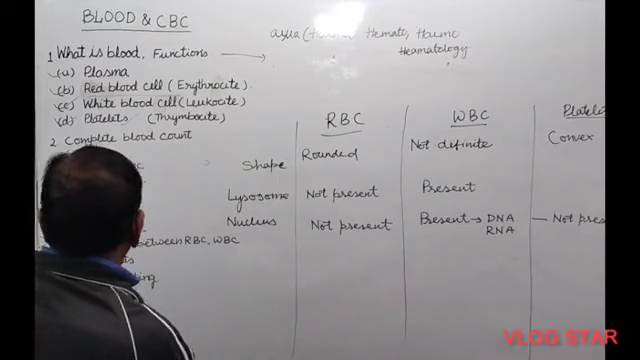 BLOOD & CBC
Hemato, Haemo
Heamatology
1 What is blood, Functions
(a) Plasma
(b) Red blood cell (Erythrocite)
(c) White blood cell (Leukocite)
(d) Platelets (Thrymbocite)
2 Complete blood count
between RBC, WBC
RBC WBC
Shape Rounded Not definite Convex
Lysosome Not present Present
Nucleus Not present Present → DNA — Not pres
RNA
VLOG STAR